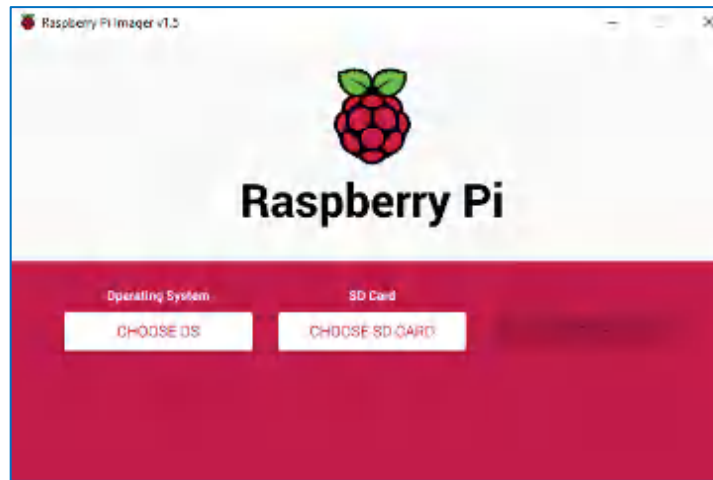 Raspberry Pi Imager v1.5
Raspberry Pi
Operating System
SD Card
CHOOSE OS
CHOOSE SD CARD